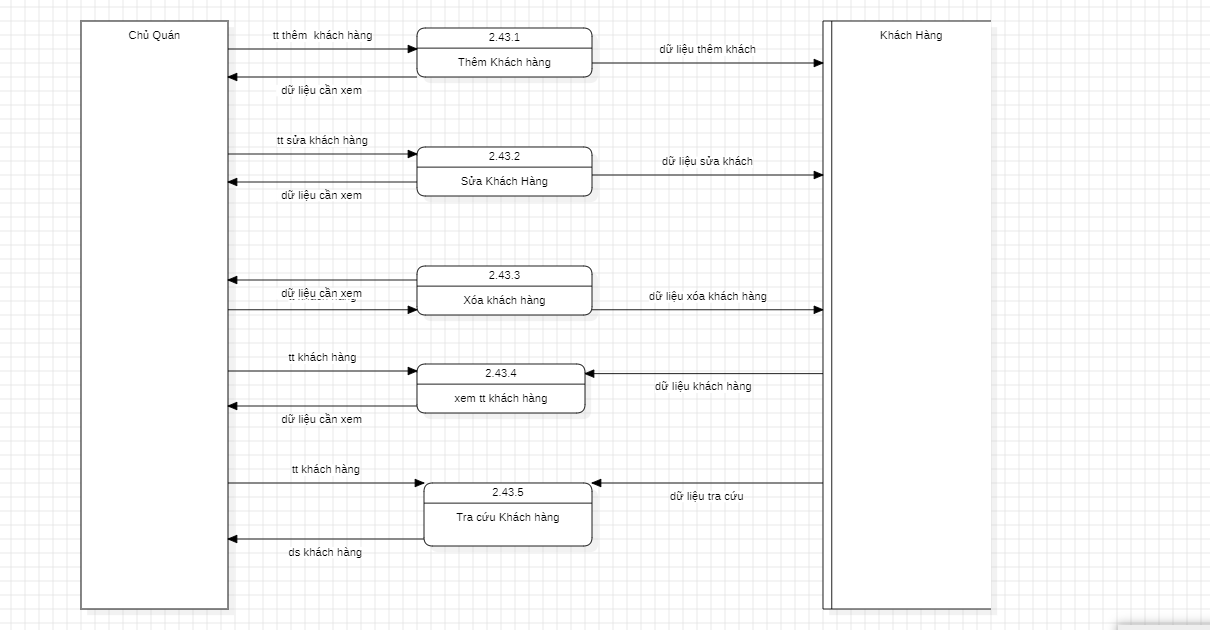 Chủ Quán
tt thêm khách hàng
2.43.1
Thêm Khách hàng
dữ liệu thêm khách
Khách Hàng
dữ liệu cần xem
tt sửa khách hàng
2.43.2
Sửa Khách Hàng
dữ liệu sửa khách
dữ liệu cần xem
2.43.3
Xóa khách hàng
dữ liệu cần xem
dữ liệu xóa khách hàng
tt khách hàng
2.43.4
xem tt khách hàng
dữ liệu khách hàng
dữ liệu cần xem
tt khách hàng
2.43.5
Tra cứu Khách hàng
dữ liệu tra cứu
ds khách hàng